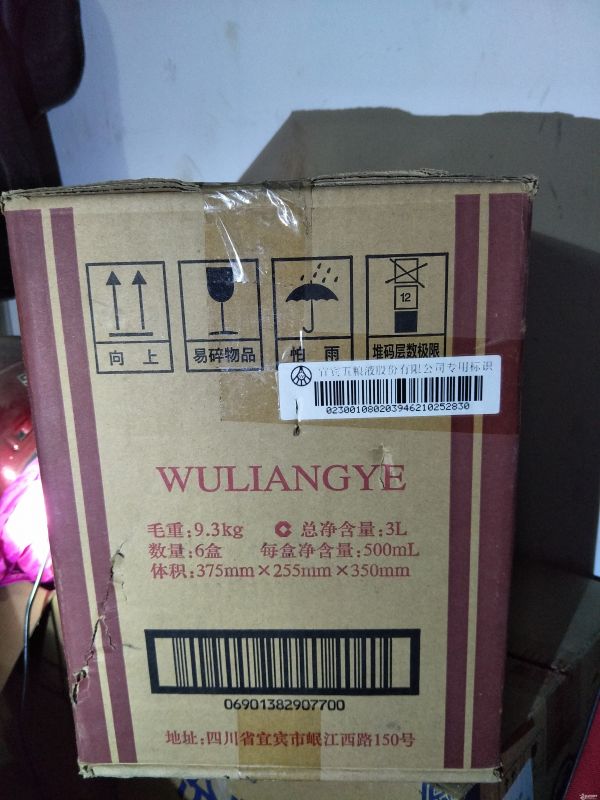 12
向上 易碎物品 怕雨 堆码层数极限
宜宾五粮液股份有限公司专用标识
023001080203946210252830
WULIANGYE
毛重:9.3kg 总净含量:3L
数量:6盒 每盒净含量:500mL
体积:375mm×255mm×350mm
06901382907700
地址:四川省宜宾市岷江西路150号